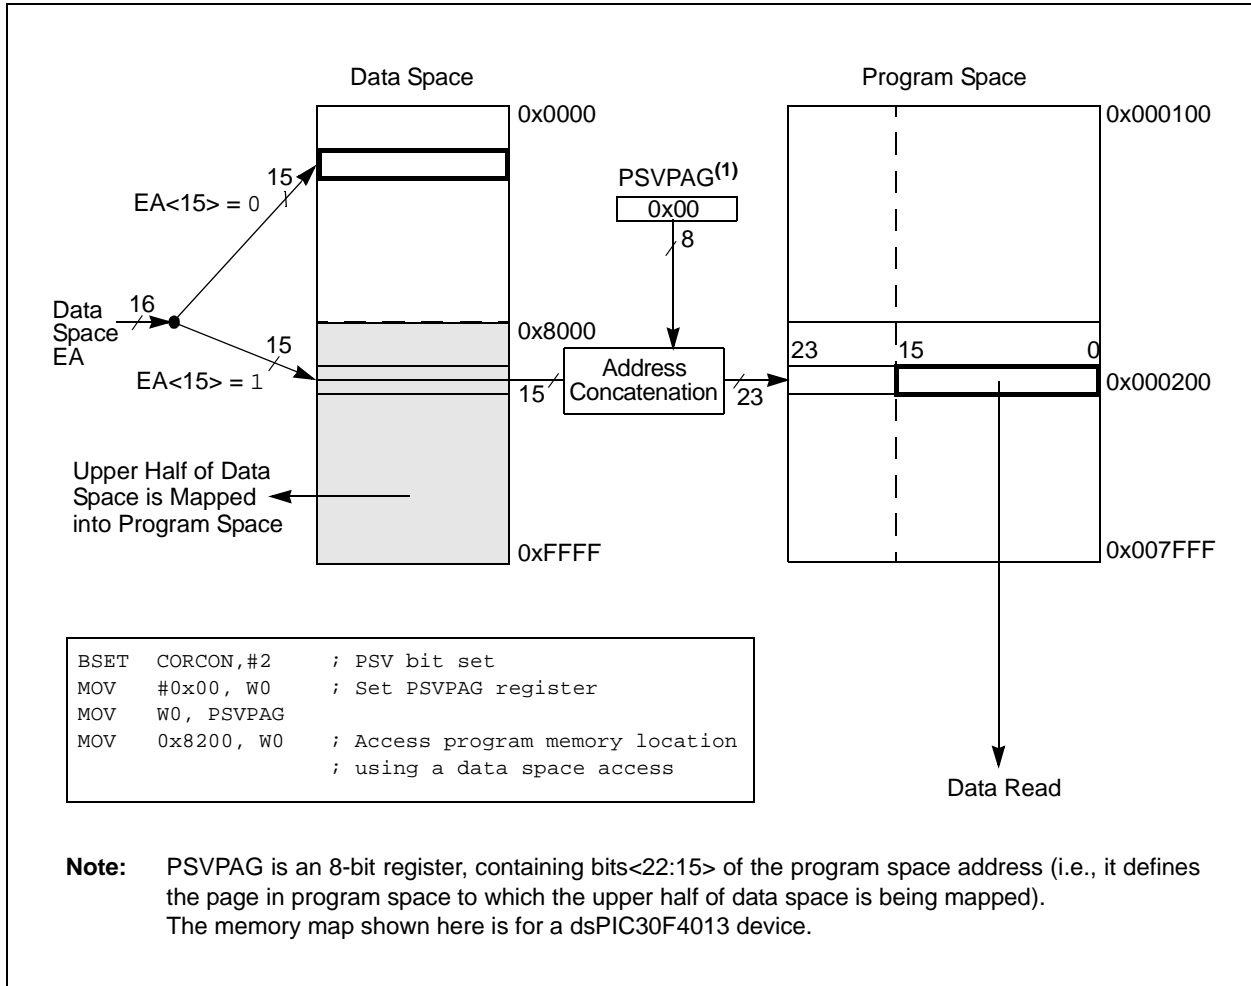 Data Space
Program Space
0x0000
0x000100
15
EA<15> = 0
PSVPAG(1)
0x00
8
16
Data
Space
EA
0x8000
15
EA<15> = 1
15
Address
Concatenation
23
23 15 0
0x000200
Upper Half of Data
Space is Mapped
into Program Space
0xFFFF
0x007FFF
BSET CORCON,#2 ; PSV bit set
MOV #0x00, W0 ; Set PSVPAG register
MOV W0, PSVPAG
MOV 0x8200, W0 ; Access program memory location
; using a data space access
Data Read
Note: PSVPAG is an 8-bit register, containing bits<22:15> of the program space address (i.e., it defines
the page in program space to which the upper half of data space is being mapped).
The memory map shown here is for a dsPIC30F4013 device.